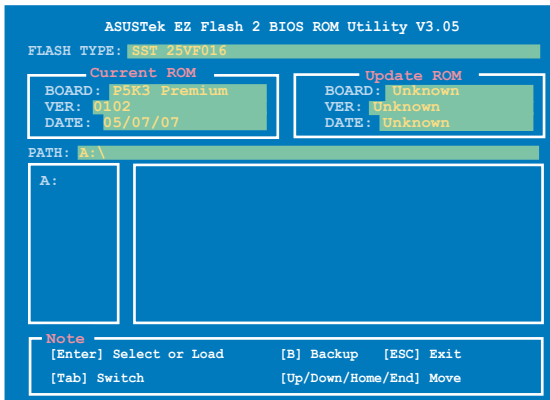 ASUSTek EZ Flash 2 BIOS ROM Utility V3.05
FLASH TYPE: SST 25VF016
Current ROM
BOARD: P5K3 Premium
VER: 0102
DATE: 05/07/07
Update ROM
BOARD: Unknown
VER: Unknown
DATE: Unknown
PATH: A:\
A:
Note
[Enter] Select or Load [B] Backup [ESC] Exit
[Tab] Switch [Up/Down/Home/End] Move